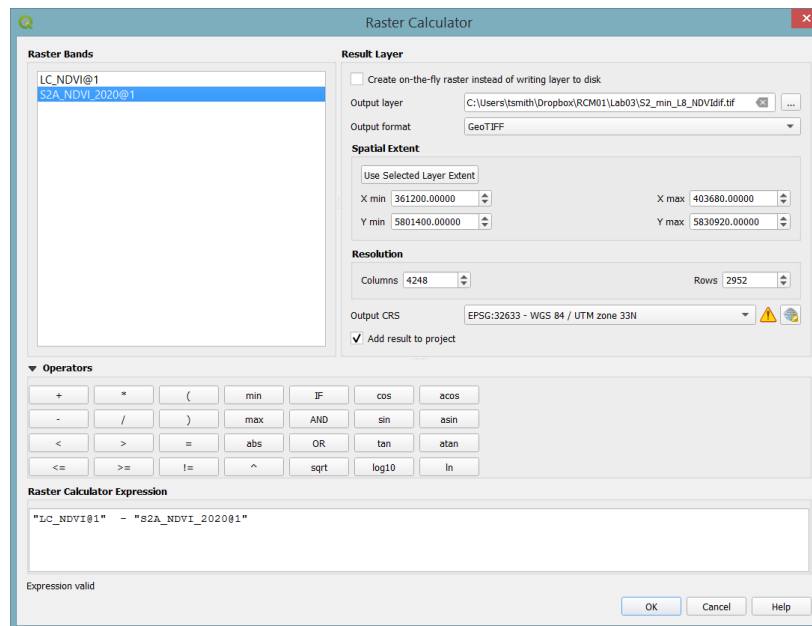 Raster Calculator
Raster Bands
LC_NDVI@1
S2A_NDVI_2020@1
Result Layer
Create on-the-fly raster instead of writing layer to disk
Output layer C:\Users\tsmith\Dropbox\RCM01\Lab03\S2_min_L8_NDVIdif.tif ...
Output format GeoTIFF
Spatial Extent
Use Selected Layer Extent
X min 361200.00000 X max 403680.00000
Y min 5801400.00000 Y max 5830920.00000
Resolution
Columns 4248 Rows 2952
Output CRS EPSG:32633 - WGS 84 / UTM zone 33N
Add result to project
Operators
+ * ( min IF cos acos
- / ) max AND sin asin
< > = abs OR tan atan
<= >= != ^ sqrt log10 ln
Raster Calculator Expression
"LC_NDVI@1" - "S2A_NDVI_2020@1"
Expression valid
OK Cancel Help